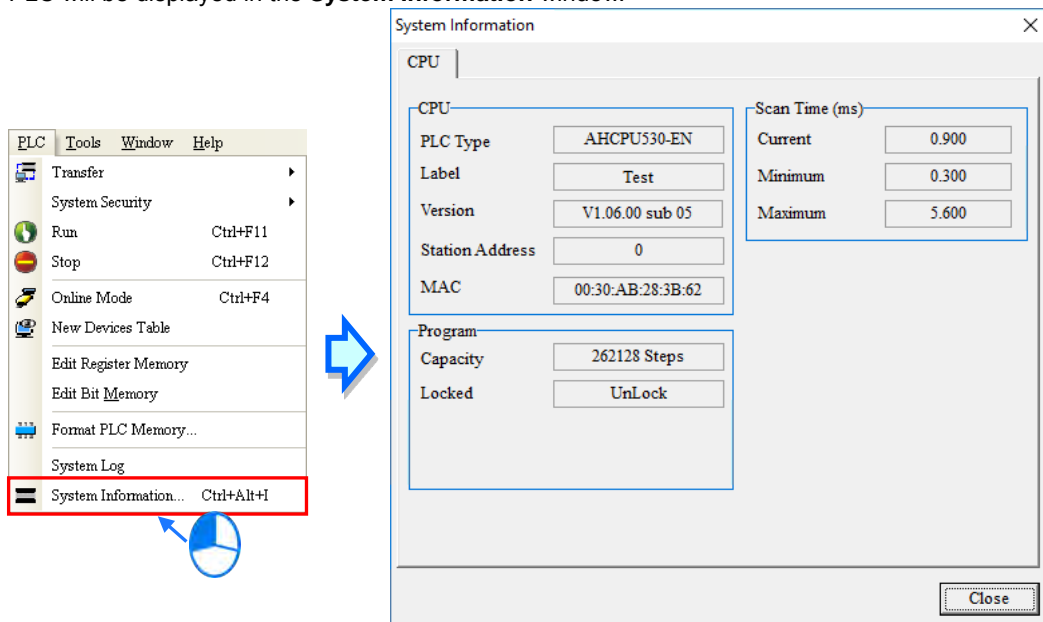 System Information
CPU
PLC Tools Window Help
Transfer
System Security
Run Ctrl+F11
Stop Ctrl+F12
Online Mode Ctrl+F4
New Devices Table
Edit Register Memory
Edit Bit Memory
Format PLC Memory...
System Log
System Information... Ctrl+Alt+I
CPU
PLC Type AHCPU530-EN
Label Test
Version V1.06.00 sub 05
Station Address 0
MAC 00:30:AB:28:3B:62
Program
Capacity 262128 Steps
Locked UnLock
Scan Time (ms)
Current 0.900
Minimum 0.300
Maximum 5.600
Close